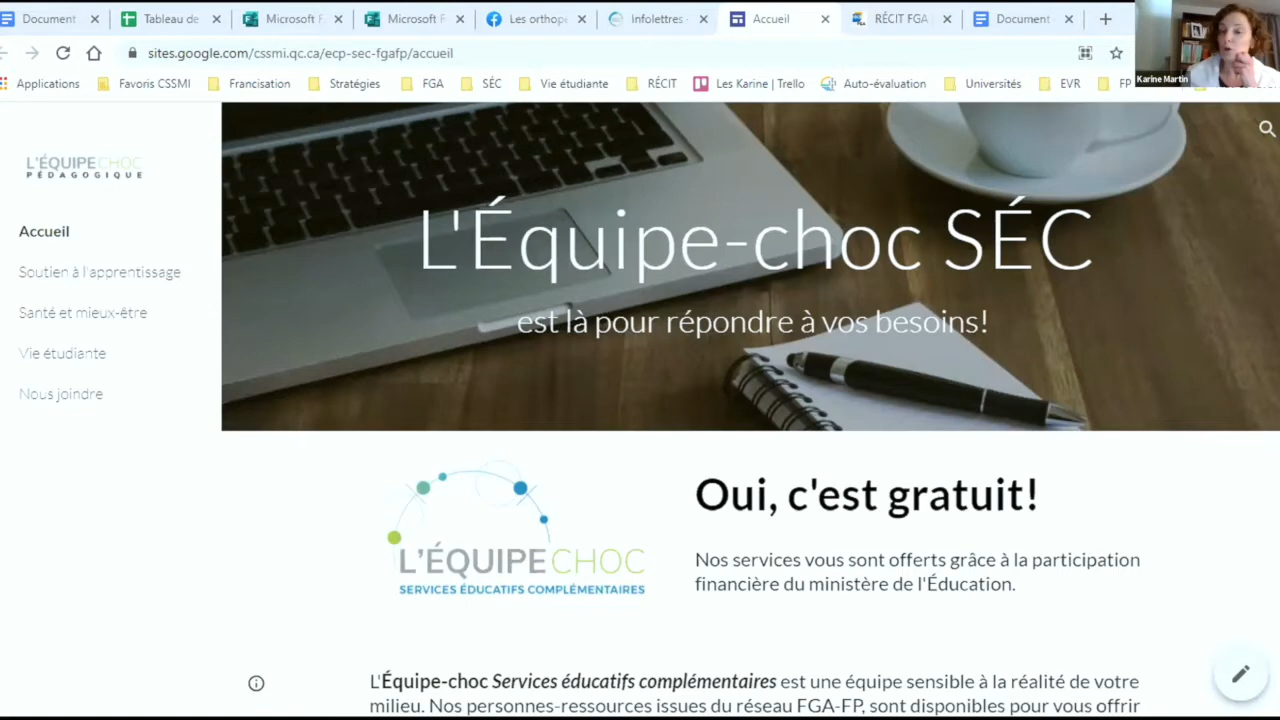 Document
Tableau de
Microsoft F
Microsoft F
Les orthop
Infolettres -
Accueil
RÉCIT FGA
Document
sites.google.com/cssmi.qc.ca/ecp-sec-fgafp/accueil
Karine Martin
Applications
Favoris CSSMI
Francisation
Stratégies
FGA
SÉC
Vie étudiante
RÉCIT
Les Karine | Trello
Auto-évaluation
Universités
EVR
FP
L'ÉQUIPECHOC
PÉDAGOGIQUE
Accueil
Soutien à l'apprentissage
Santé et mieux-être
Vie étudiante
Nous joindre
L'Équipe-choc SÉC
est là pour répondre à vos besoins!
L'ÉQUIPECHOC
SERVICES ÉDUCATIFS COMPLÉMENTAIRES
Oui, c'est gratuit!
Nos services vous sont offerts grâce à la participation
financière du ministère de l'Éducation.
L'Équipe-choc Services éducatifs complémentaires est une équipe sensible à la réalité de votre
milieu. Nos personnes-ressources issues du réseau FGA-FP, sont disponibles pour vous offrir